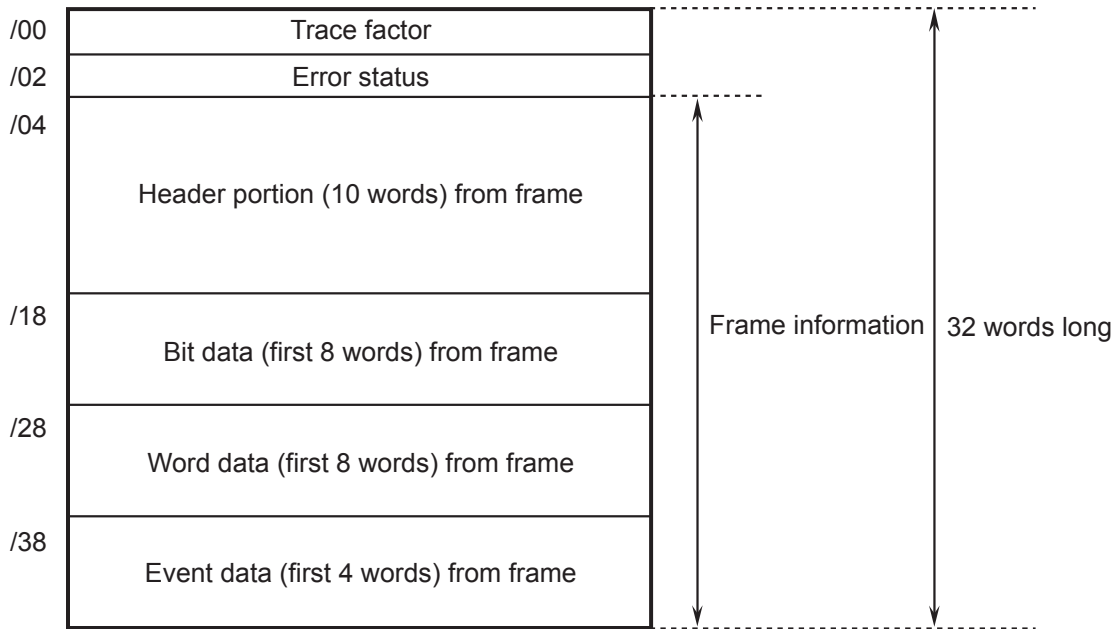 /00 Trace factor
/02 Error status
/04
Header portion (10 words) from frame
/18
Bit data (first 8 words) from frame
Frame information
32 words long
/28
Word data (first 8 words) from frame
/38
Event data (first 4 words) from frame